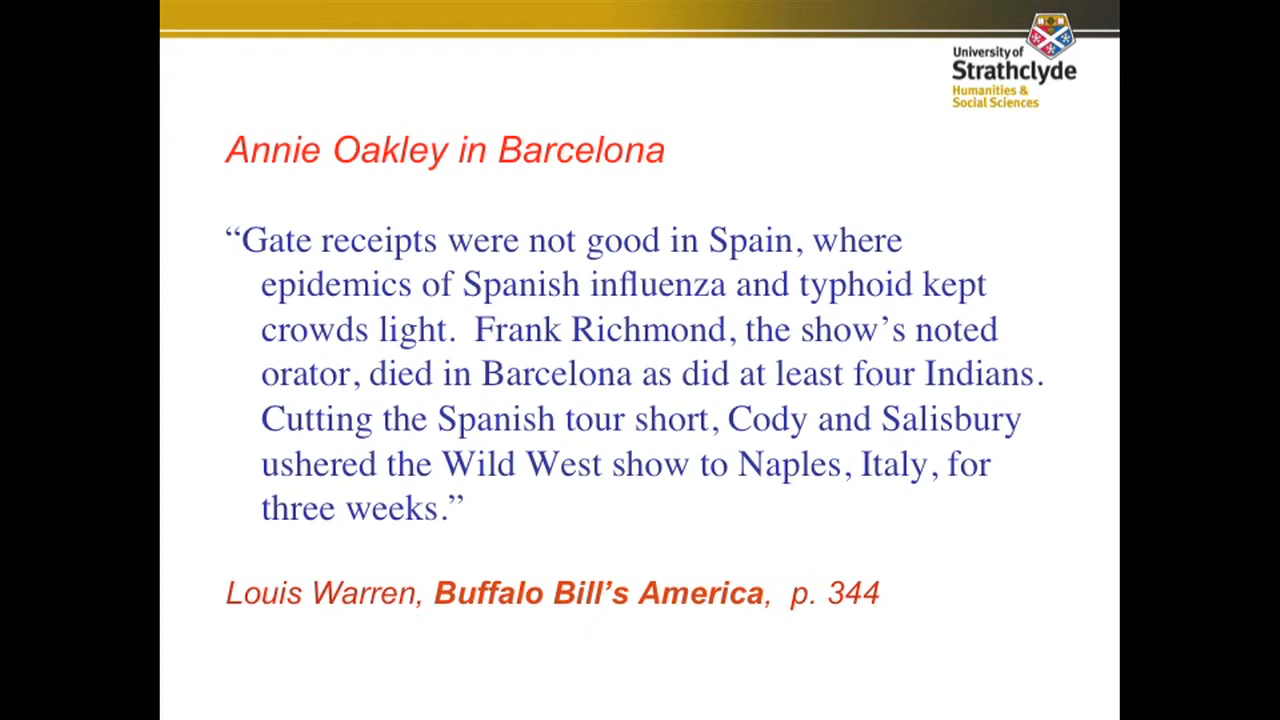 University of
Strathclyde
Humanities &
Social Sciences
Annie Oakley in Barcelona
“Gate receipts were not good in Spain, where
epidemics of Spanish influenza and typhoid kept
crowds light.  Frank Richmond, the show’s noted
orator, died in Barcelona as did at least four Indians.
Cutting the Spanish tour short, Cody and Salisbury
ushered the Wild West show to Naples, Italy, for
three weeks.”
Louis Warren, Buffalo Bill’s America,  p. 344